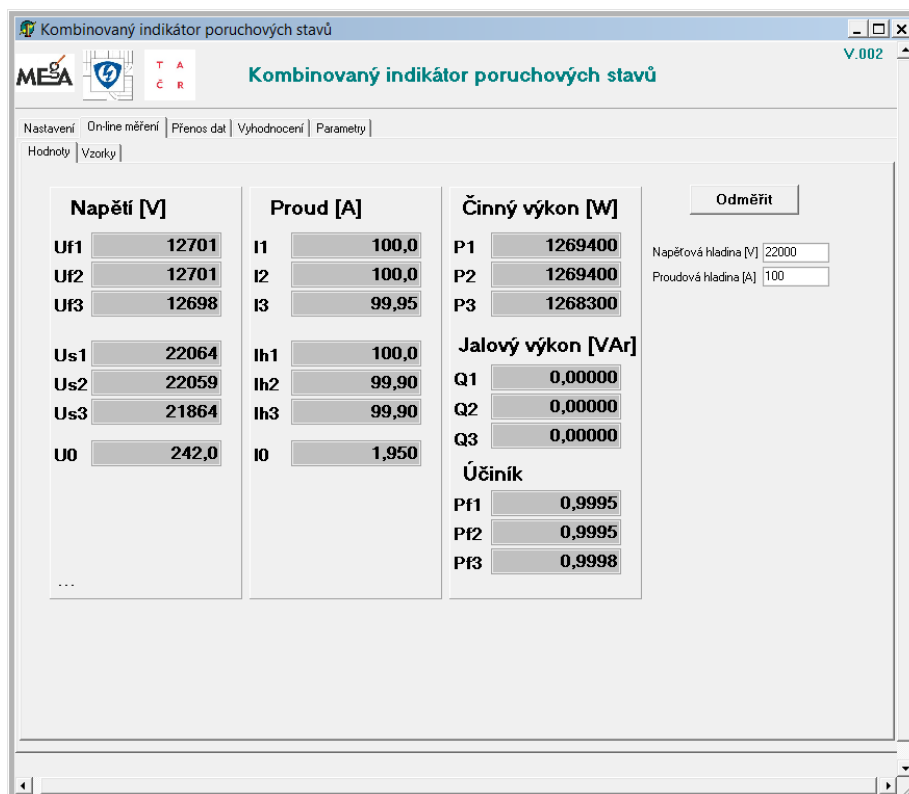 Kombinovaný indikátor poruchových stavů
V.002
MEgA
T A
Č R
Kombinovaný indikátor poruchových stavů
Nastavení On-line měření Přenos dat Vyhodnocení Parametry
Hodnoty Vzorky
Napětí [V]
Uf1 12701
Uf2 12701
Uf3 12698
Us1 22064
Us2 22059
Us3 21864
U0 242,0
...
Proud [A]
I1 100,0
I2 100,0
I3 99,95
Ih1 100,0
Ih2 99,90
Ih3 99,90
I0 1,950
Činný výkon [W]
P1 1269400
P2 1269400
P3 1268300
Jalový výkon [VAr]
Q1 0,00000
Q2 0,00000
Q3 0,00000
Účiník
Pf1 0,9995
Pf2 0,9995
Pf3 0,9998
Odměřit
Napěťová hladina [V] 22000
Proudová hladina [A] 100